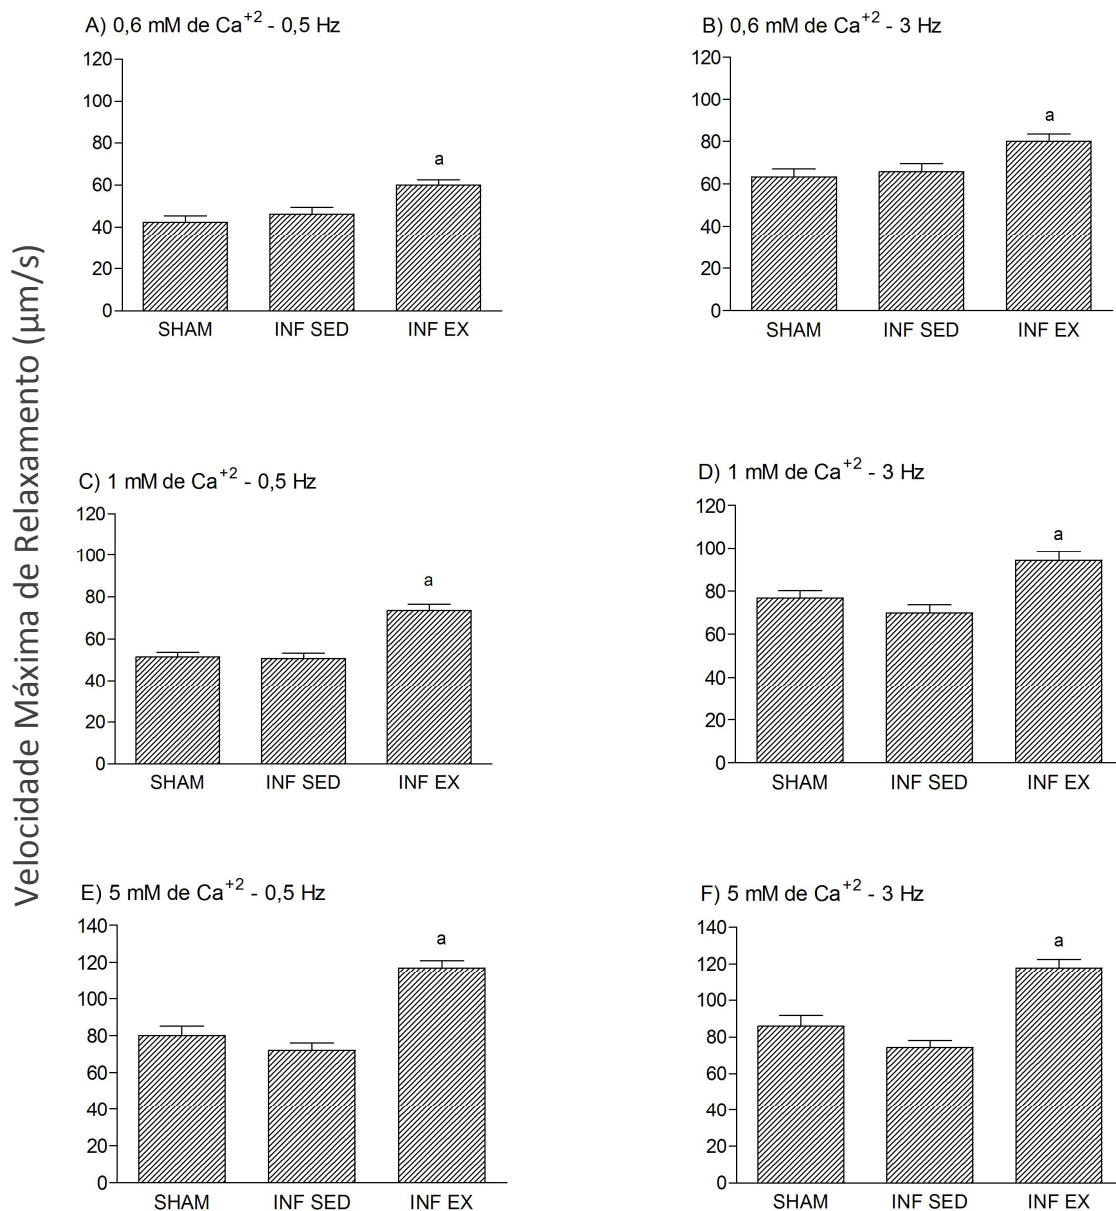 Velocidade Máxima de Relaxamento (µm/s)
A) 0,6 mM de Ca+2 - 0,5 Hz
120
100
80
60
40
20
0
a
SHAM INF SED INF EX
B) 0,6 mM de Ca+2 - 3 Hz
120
100
80
60
40
20
0
a
SHAM INF SED INF EX
C) 1 mM de Ca+2 - 0,5 Hz
120
100
80
60
40
20
0
a
SHAM INF SED INF EX
D) 1 mM de Ca+2 - 3 Hz
120
100
80
60
40
20
0
a
SHAM INF SED INF EX
E) 5 mM de Ca+2 - 0,5 Hz
140
120
100
80
60
40
20
0
a
SHAM INF SED INF EX
F) 5 mM de Ca+2 - 3 Hz
140
120
100
80
60
40
20
0
a
SHAM INF SED INF EX